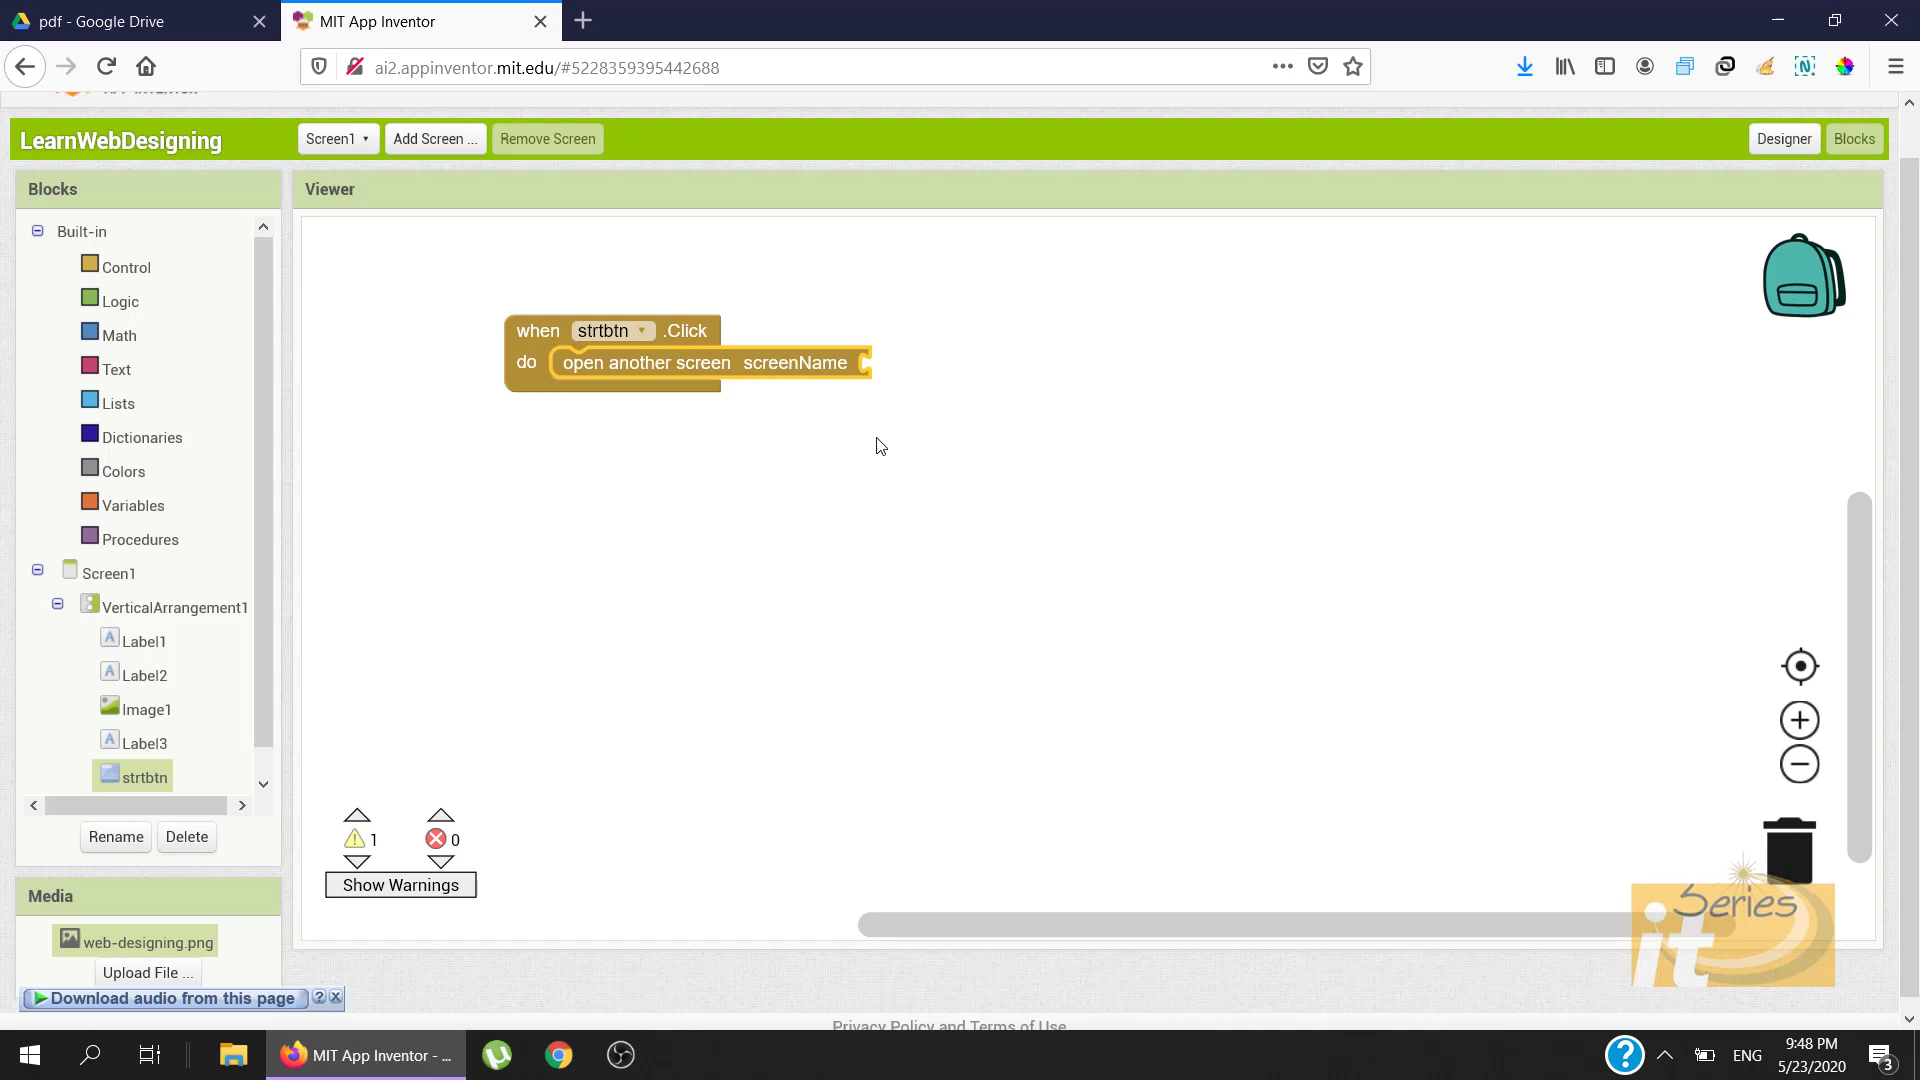 pdf - Google Drive
MIT App Inventor
ai2.appinventor.mit.edu/#5228359395442688
LearnWebDesigning
Screen1
Add Screen ...
Remove Screen
Designer
Blocks
Blocks
Viewer
Built-in
Control
Logic
Math
Text
Lists
Dictionaries
Colors
Variables
Procedures
Screen1
VerticalArrangement1
Label1
Label2
Image1
Label3
strtbtn
when strtbtn .Click
do open another screen screenName
1
0
Show Warnings
Rename
Delete
Media
web-designing.png
Upload File ...
Download audio from this page
?
Privacy Policy and Terms of Use
it Series
MIT App Inventor - ...
ENG
9:48 PM
5/23/2020
3